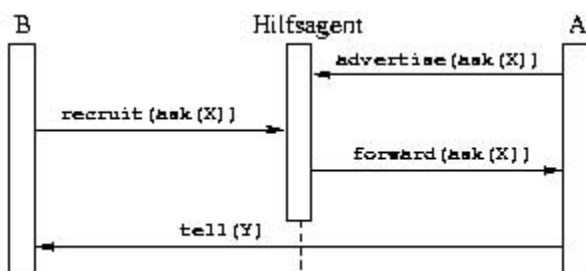 B Hilfsagent A
advertise(ask(X))
recruit(ask(X))
forward(ask(X))
tell(Y)